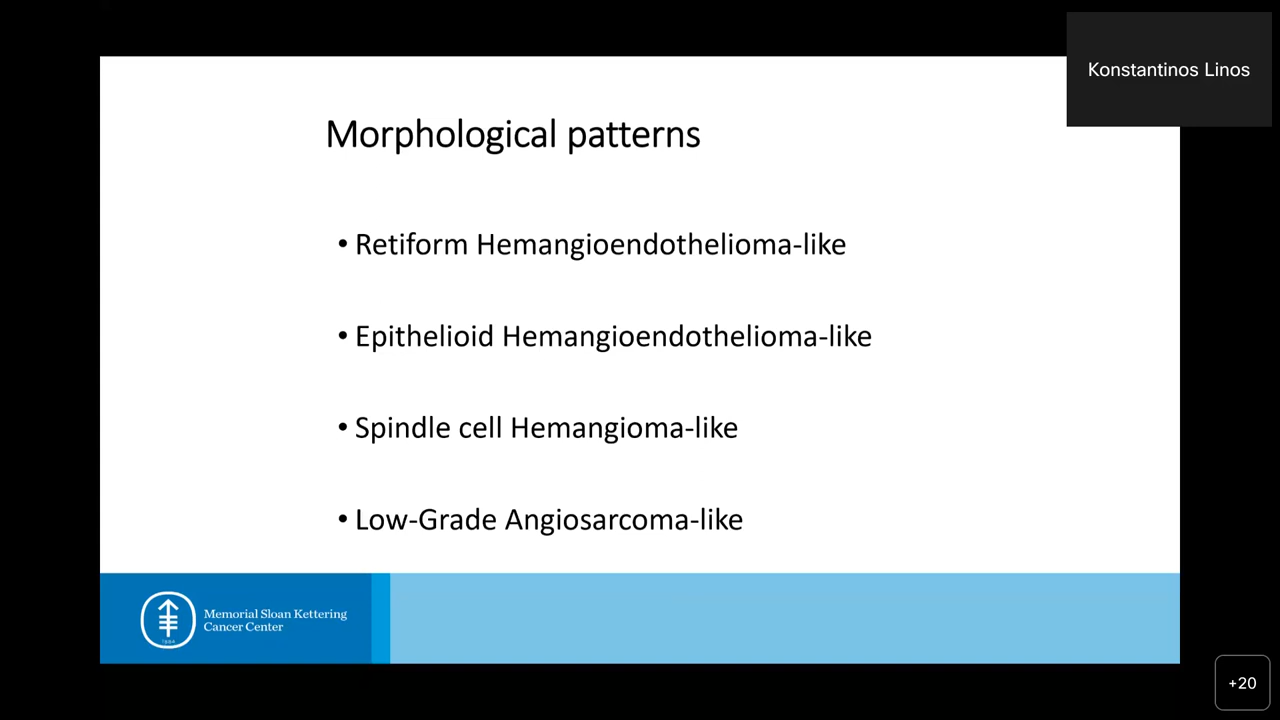 Konstantinos Linos
Morphological patterns
• Retiform Hemangioendothelioma-like
• Epithelioid Hemangioendothelioma-like
• Spindle cell Hemangioma-like
• Low-Grade Angiosarcoma-like
Memorial Sloan Kettering
Cancer Center
1884
+20